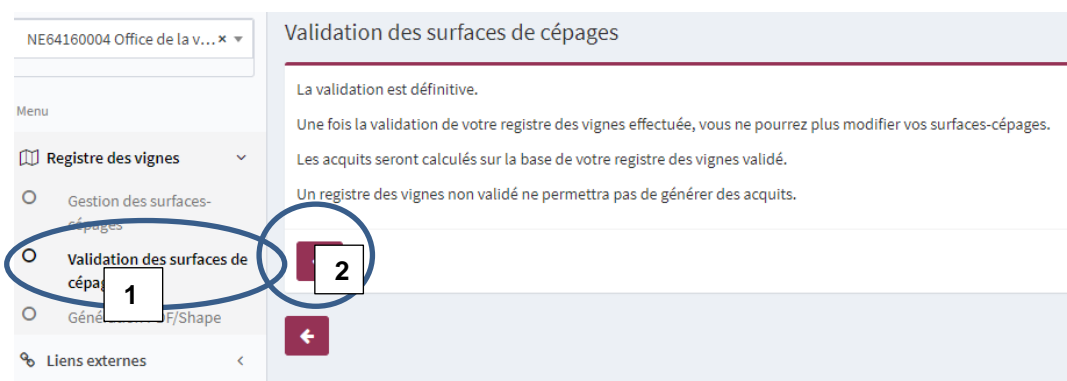 NE64160004 Office de la v...× 
Menu
Registre des vignes
Gestion des surfaces-
cépages
Validation des surfaces de
1
2
Validation des surfaces de cépages
La validation est définitive.
Une fois la validation de votre registre des vignes effectuée, vous ne pourrez plus modifier vos surfaces-cépages.
Les acquits seront calculés sur la base de votre registre des vignes validé.
Un registre des vignes non validé ne permettra pas de générer des acquits.
Liens externes